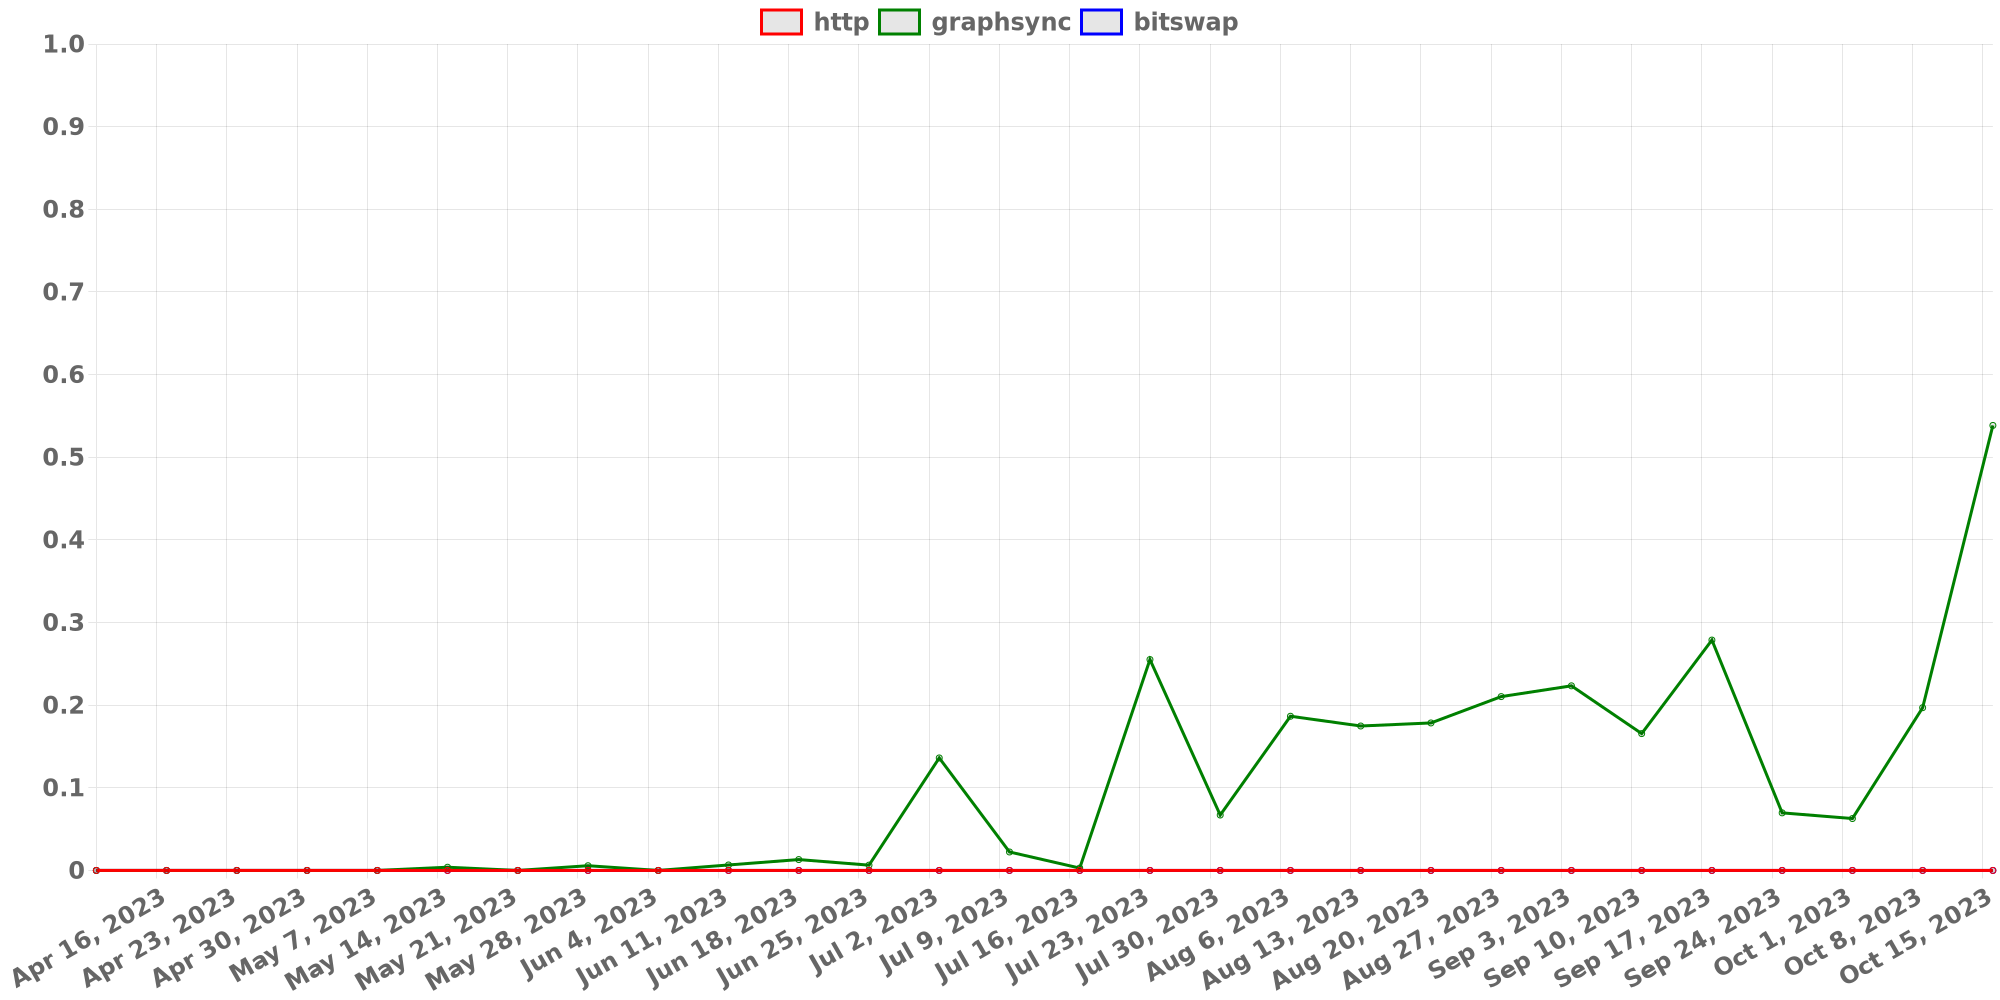 http graphsync bitswap
1.0
0.9
0.8
0.7
0.6
0.5
0.4
0.3
0.2
0.1
0
Apr 16, 2023
Apr 23, 2023
Apr 30, 2023
May 7, 2023
May 14, 2023
May 21, 2023
May 28, 2023
Jun 4, 2023
Jun 11, 2023
Jun 18, 2023
Jun 25, 2023
Jul 2, 2023
Jul 9, 2023
Jul 16, 2023
Jul 23, 2023
Jul 30, 2023
Aug 6, 2023
Aug 13, 2023
Aug 20, 2023
Aug 27, 2023
Sep 3, 2023
Sep 10, 2023
Sep 17, 2023
Sep 24, 2023
Oct 1, 2023
Oct 8, 2023
Oct 15, 2023